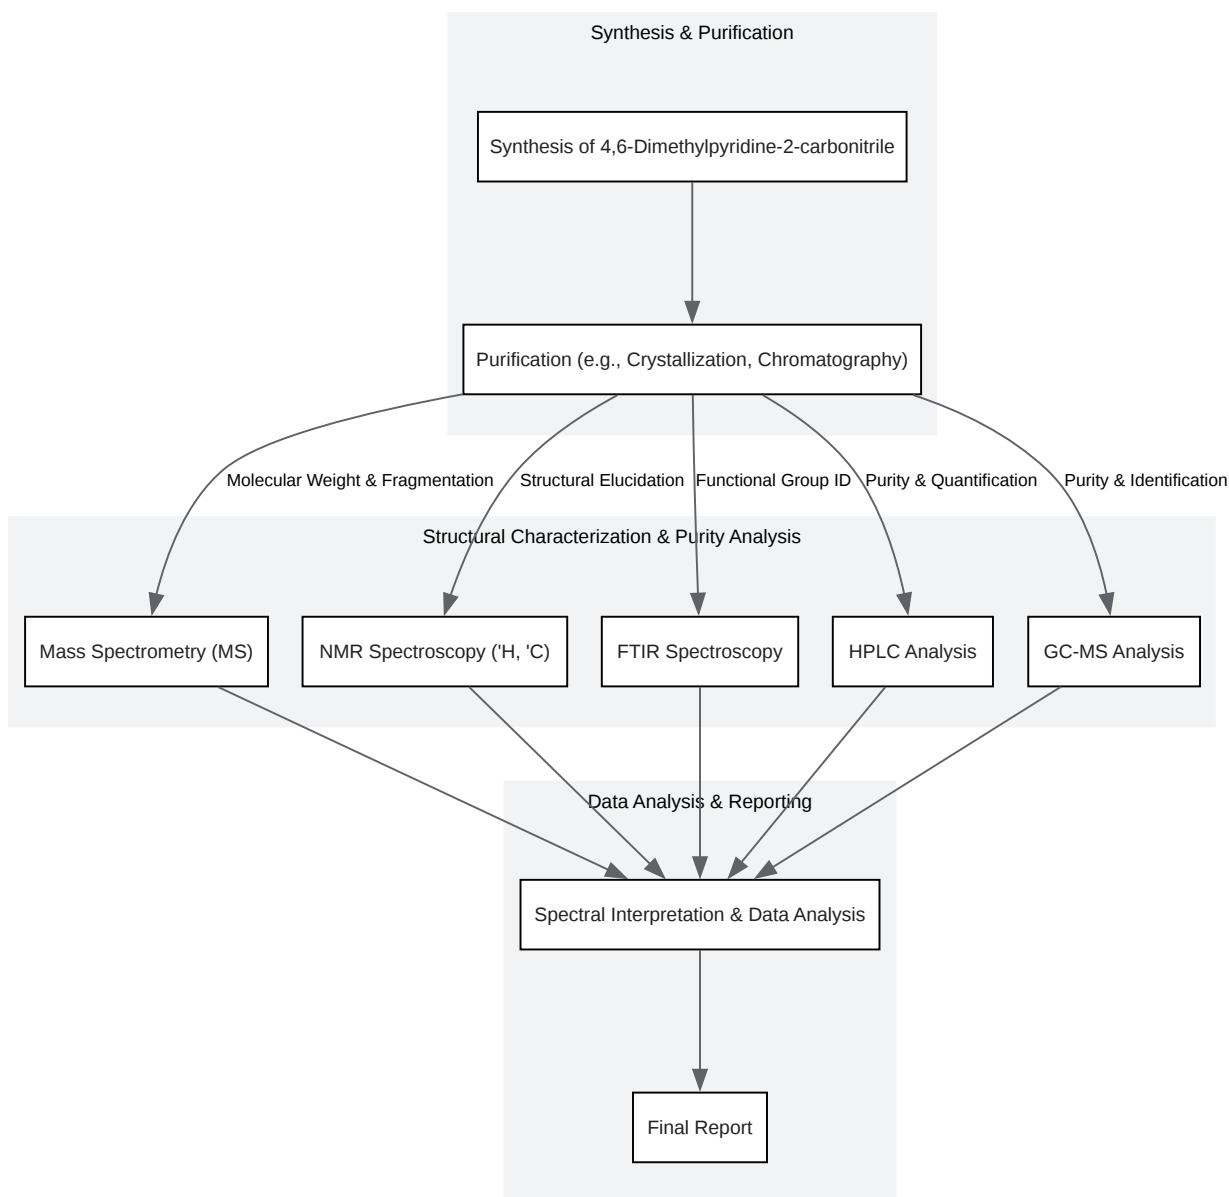 Synthesis & Purification
Synthesis of 4,6-Dimethylpyridine-2-carbonitrile
Purification (e.g., Crystallization, Chromatography)
Molecular Weight & Fragmentation
Structural Elucidation
Functional Group ID
Purity & Quantification
Purity & Identification
Structural Characterization & Purity Analysis
Mass Spectrometry (MS)
NMR Spectroscopy ('H, 'C)
FTIR Spectroscopy
HPLC Analysis
GC-MS Analysis
Data Analysis & Reporting
Spectral Interpretation & Data Analysis
Final Report